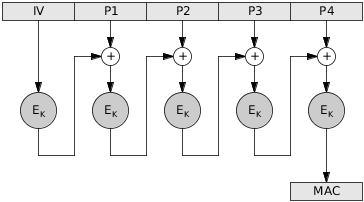 IV P1 P2 P3 P4
+ + + +
EK EK EK EK EK
MAC